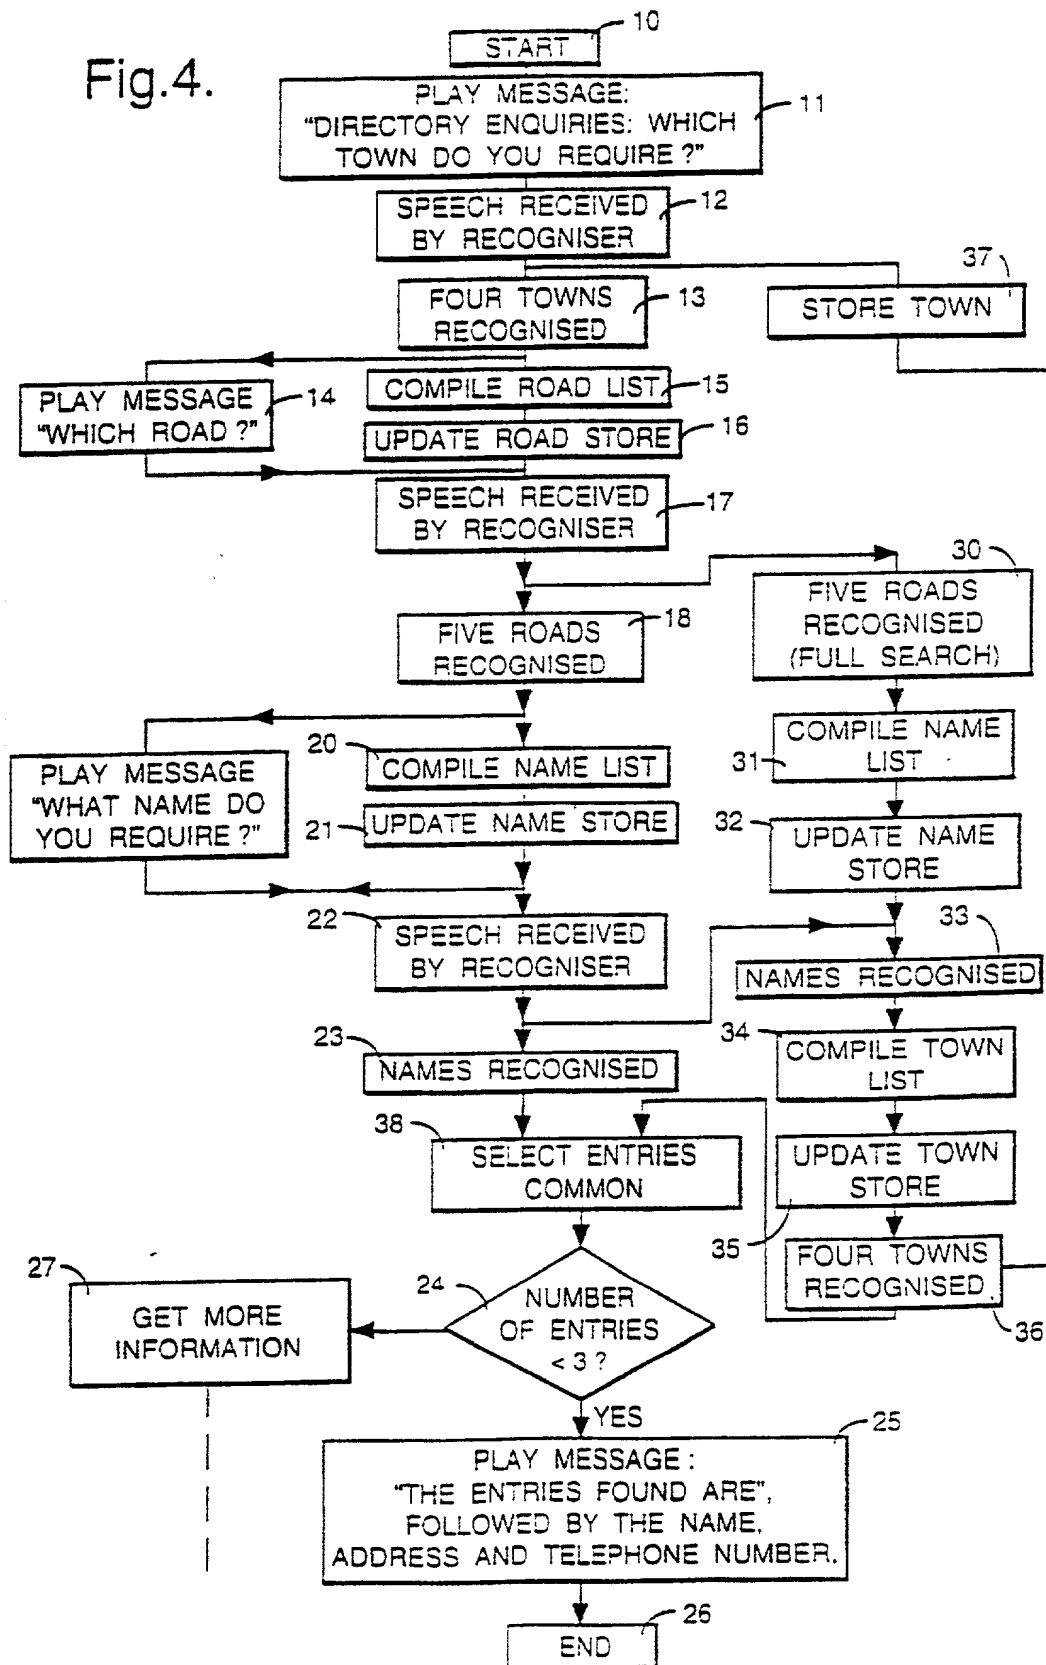 Fig.4.
10
START
PLAY MESSAGE:
"DIRECTORY ENQUIRIES: WHICH
TOWN DO YOU REQUIRE?"
11
SPEECH RECEIVED
BY RECOGNISER
12
FOUR TOWNS
RECOGNISED
13
37
STORE TOWN
PLAY MESSAGE
"WHICH ROAD?"
14
COMPILE ROAD LIST
15
UPDATE ROAD STORE
16
SPEECH RECEIVED
BY RECOGNISER
17
FIVE ROADS
RECOGNISED
18
30
FIVE ROADS
RECOGNISED
(FULL SEARCH)
PLAY MESSAGE
"WHAT NAME DO
YOU REQUIRE?"
20
COMPILE NAME LIST
21
UPDATE NAME STORE
31
COMPILE NAME
LIST
32
UPDATE NAME
STORE
22
SPEECH RECEIVED
BY RECOGNISER
33
NAMES RECOGNISED
23
NAMES RECOGNISED
34
COMPILE TOWN
LIST
38
SELECT ENTRIES
COMMON
UPDATE TOWN
STORE
35
FOUR TOWNS
RECOGNISED
36
27
GET MORE
INFORMATION
24
NUMBER
OF ENTRIES
< 3 ?
YES
25
PLAY MESSAGE :
"THE ENTRIES FOUND ARE",
FOLLOWED BY THE NAME,
ADDRESS AND TELEPHONE NUMBER.
26
END